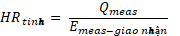 HR_tính = Q_meas / E_meas−giao nhận